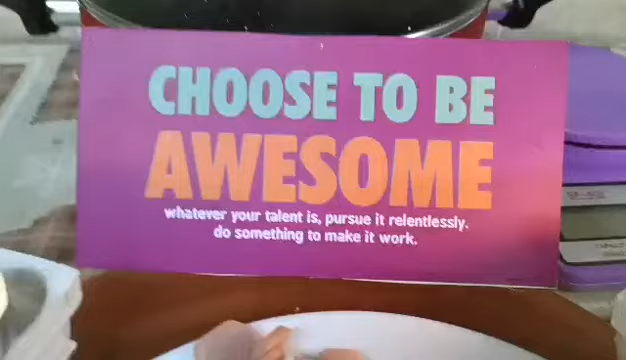 CHOOSE TO BE
AWESOME
whatever your talent is, pursue it relentlessly.
do something to make it work.